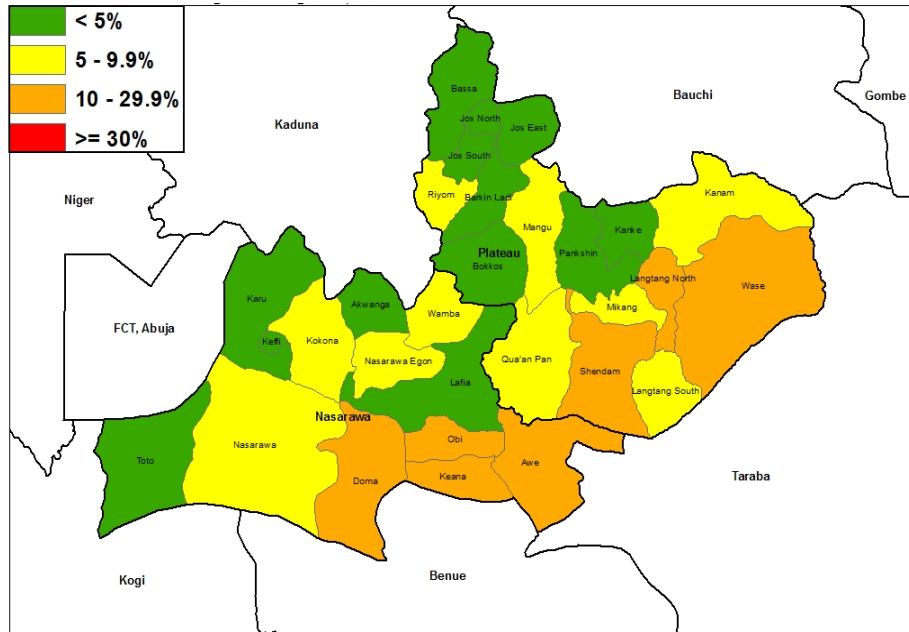 < 5%
5 - 9.9%
10 - 29.9%
>= 30%
Kaduna
Bauchi
Gombe
Niger
FCT, Abuja
Kogi
Benue
Taraba
Plateau
Nasarawa
Bassa
Jos North
Jos East
Jos South
Riyom
Barkin Ladi
Mangu
Bokkos
Pankshin
Kanke
Kanam
Langtang North
Wase
Mikang
Qua'an Pan
Shendam
Langtang South
Karu
Keffi
Kokona
Akwanga
Wamba
Nasarawa Egon
Lafia
Toto
Nasarawa
Doma
Obi
Keana
Awe